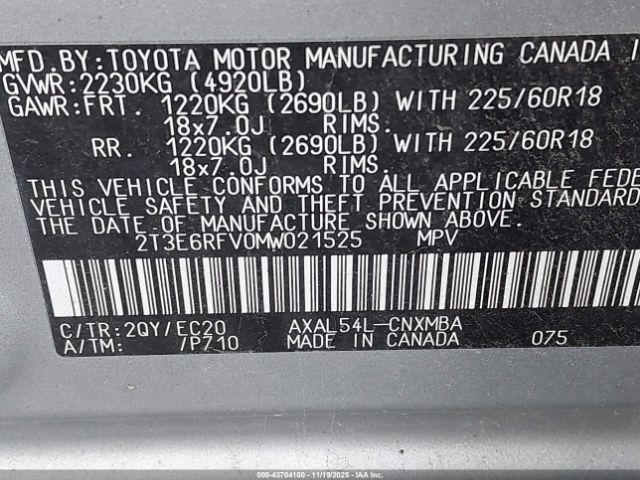 MFD.BY:TOYOTA MOTOR MANUFACTURING CANADA
GVWR:2230KG (4920LB)
GAWR:FRT. 1220KG (2690LB) WITH 225/60R18
18x7.0J RIMS.
RR. 1220KG (2690LB) WITH 225/60R18
18x7.0J RIMS.
THIS VEHICLE CONFORMS TO ALL APPLICABLE FEDE
VEHICLE SAFETY AND THEFT PREVENTION STANDARD
THE DATE OF MANUFACTURE SHOWN ABOVE.
2T3E6RFV0MW021525 MPV
C/TR:2QY/EC20 AXAL54L-CNXMBA
A/TM: /P710 MADE IN CANADA 075
000-43704100 - 11/19/2025 - IAA Inc.